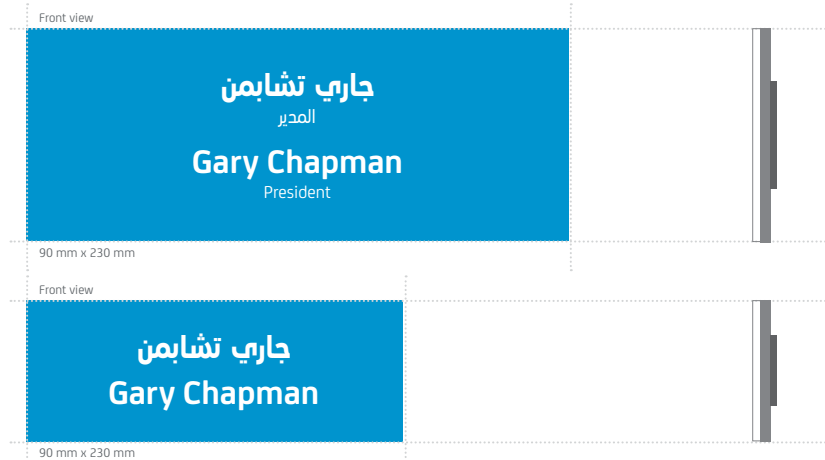 Front view
جاري تشابمن
المدير
Gary Chapman
President
90 mm x 230 mm
Front view
جاري تشابمن
Gary Chapman
90 mm x 230 mm